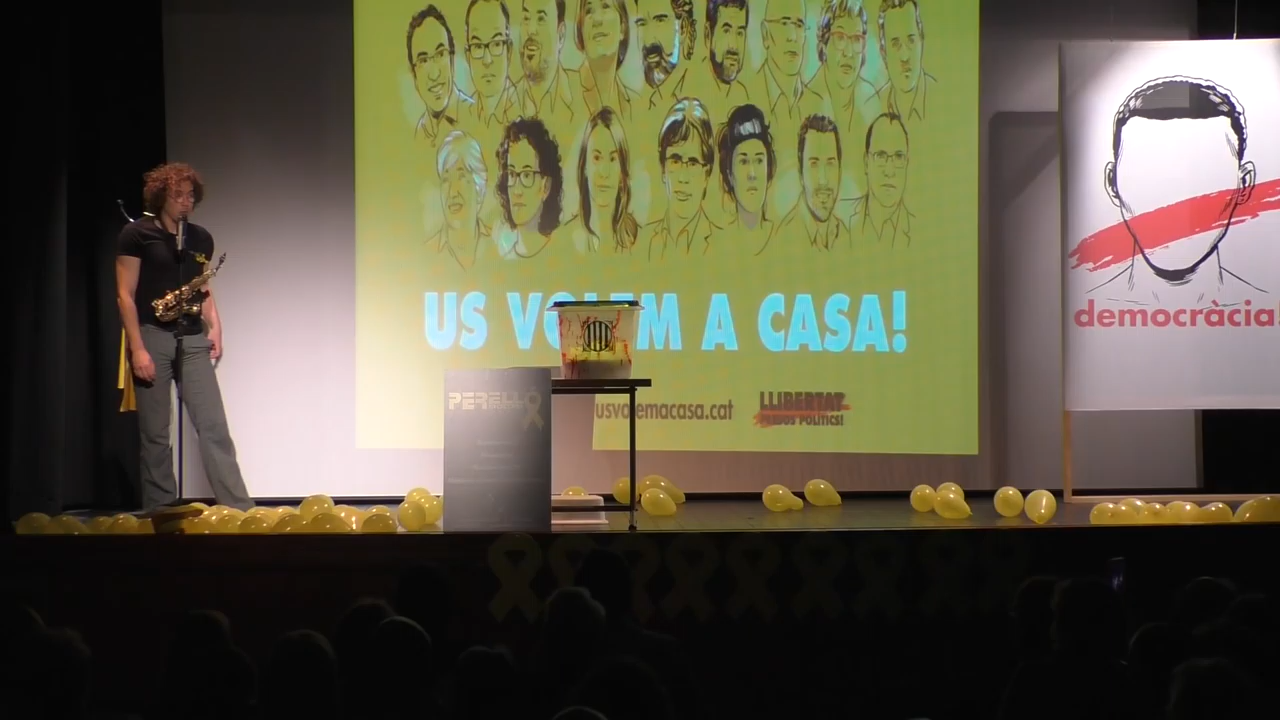 US VOLEM A CASA!
democràcia
PERELLÓ
usvolemacasa.cat
LLIBERTAT
PRESOS POLÍTICS!